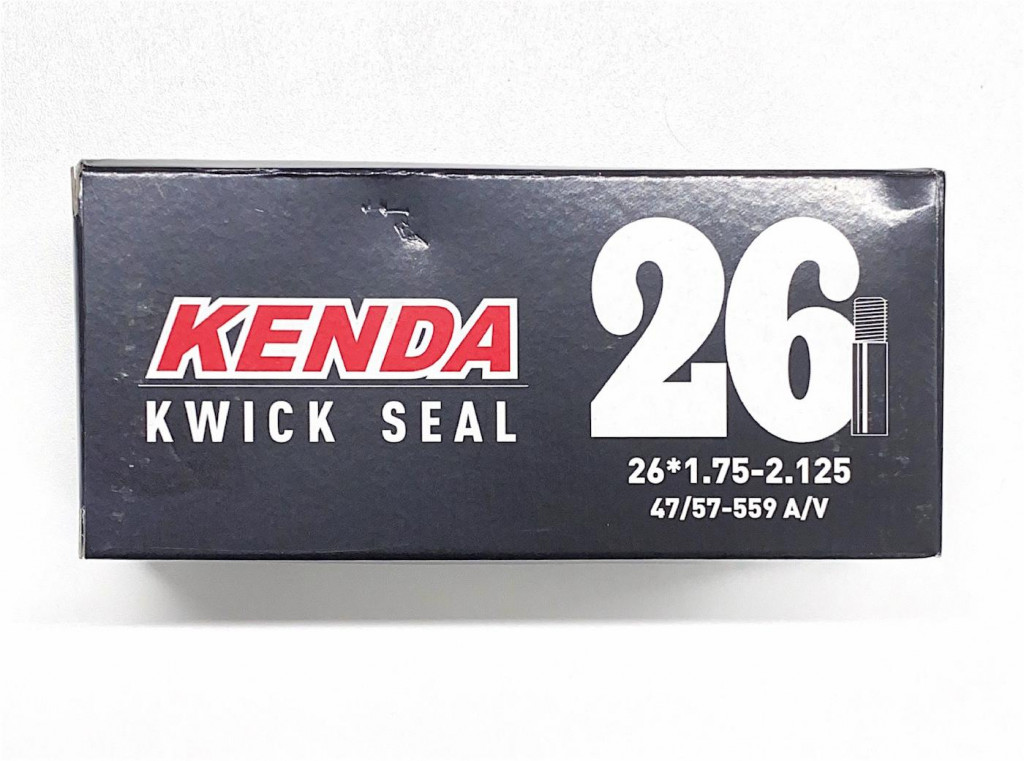 KENDA
KWICK SEAL
26
26*1.75-2.125
47/57-559 A/V